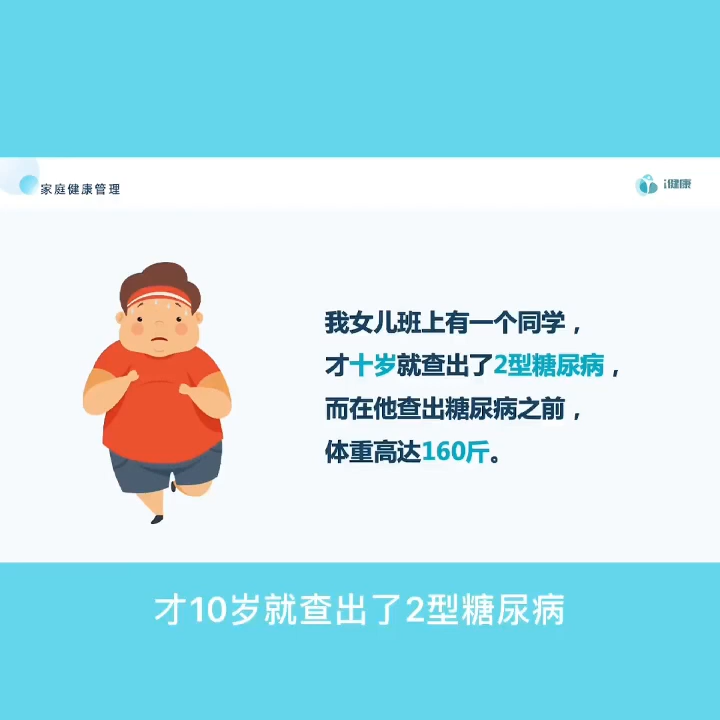 家庭健康管理
i健康
我女儿班上有一个同学，
才十岁就查出了2型糖尿病，
而在他查出糖尿病之前，
体重高达160斤。
才10岁就查出了2型糖尿病